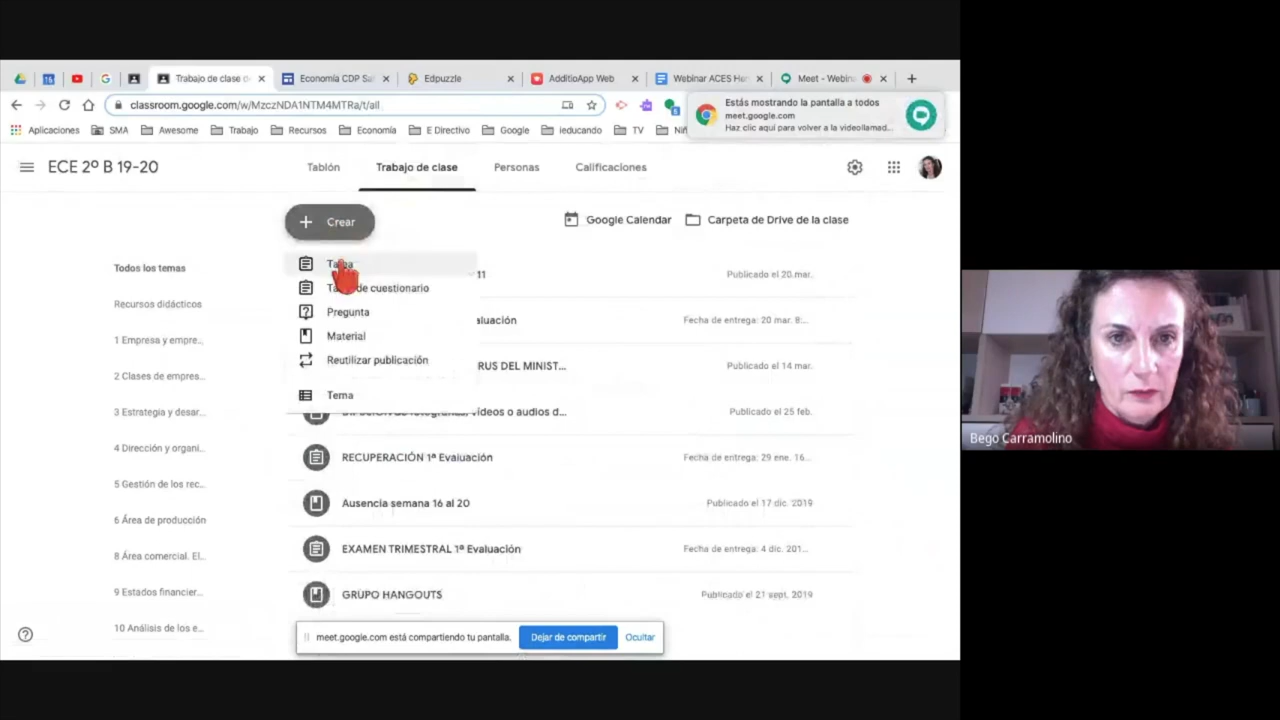 Trabajo de clase d
Economía CDP Sa
Edpuzzle
AdditioApp Web
Webinar ACES He
Meet - Webin
classroom.google.com/w/MzczNDA1NTM4MTRa/t/all
Estás mostrando la pantalla a todos
meet.google.com
Haz clic aquí para volver a la videollamad...
Aplicaciones
SMA
Awesome
Trabajo
Recursos
Economía
E Directivo
Google
ieducando
TV
ECE 2º B 19-20
Tablón
Trabajo de clase
Personas
Calificaciones
Crear
Google Calendar
Carpeta de Drive de la clase
Todos los temas
Recursos didácticos
1 Empresa y empre...
2 Clases de empres...
3 Estrategia y desar...
4 Dirección y organi...
5 Gestión de los rec...
6 Área de producción
8 Área comercial. El...
9 Estados financier...
10 Análisis de los e...
de cuestionario
Pregunta
Material
Reutilizar publicación
Tema
11
Publicado el 20 mar.
aluación
Fecha de entrega: 20 mar. 8:...
RUS DEL MINIST...
Publicado el 14 mar.
vídeos o audios d...
Publicado el 25 feb.
RECUPERACIÓN 1ª Evaluación
Fecha de entrega: 29 ene. 16...
Ausencia semana 16 al 20
Publicado el 17 dic. 2019
EXAMEN TRIMESTRAL 1ª Evaluación
Fecha de entrega: 4 dic. 201...
GRUPO HANGOUTS
Publicado el 21 sept. 2019
meet.google.com está compartiendo tu pantalla.
Dejar de compartir
Ocultar
Bego Carramolino